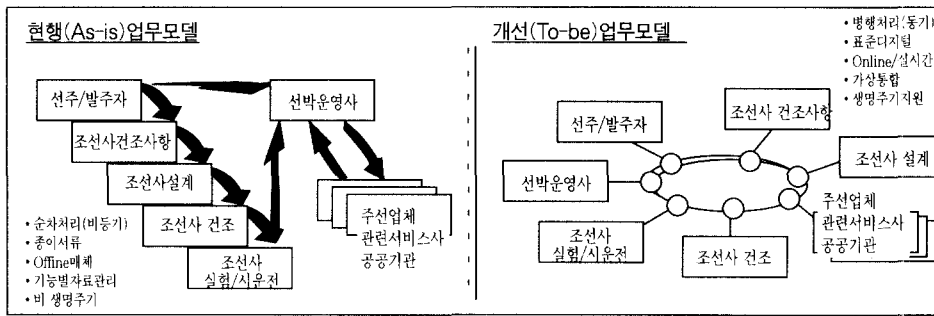 현행(As-is)업무모델
선주/발주자
선박운영사
조선사건조사항
조선사설계
조선사 건조
조선사
실험/시운전
주선업체
관련서비스사
공공기관
• 순차처리(비등기)
• 종이서류
• Offine매체
• 기능별자료관리
• 비 생명주기
개선(To-be)업무모델
• 병행처리(동기)
• 표준디지털
• Online/실시간
• 가상통합
• 생명주기지원
선주/발주자
조선사 건조사항
선박운영사
조선사 설계
조선사
실험/시운전
조선사 건조
주선업체
관련서비스사
공공기관